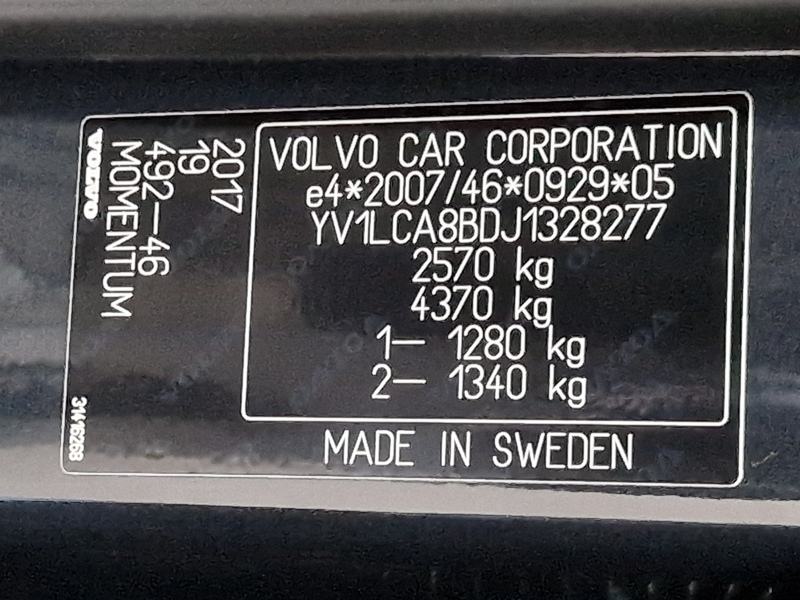 VOLVO
2017
19
492-46
MOMENTUM
31416268
VOLVO CAR CORPORATION
e4*2007/46*0929*05
YV1LCA8BDJ1328277
2570 kg
4370 kg
1- 1280 kg
2- 1340 kg
MADE IN SWEDEN